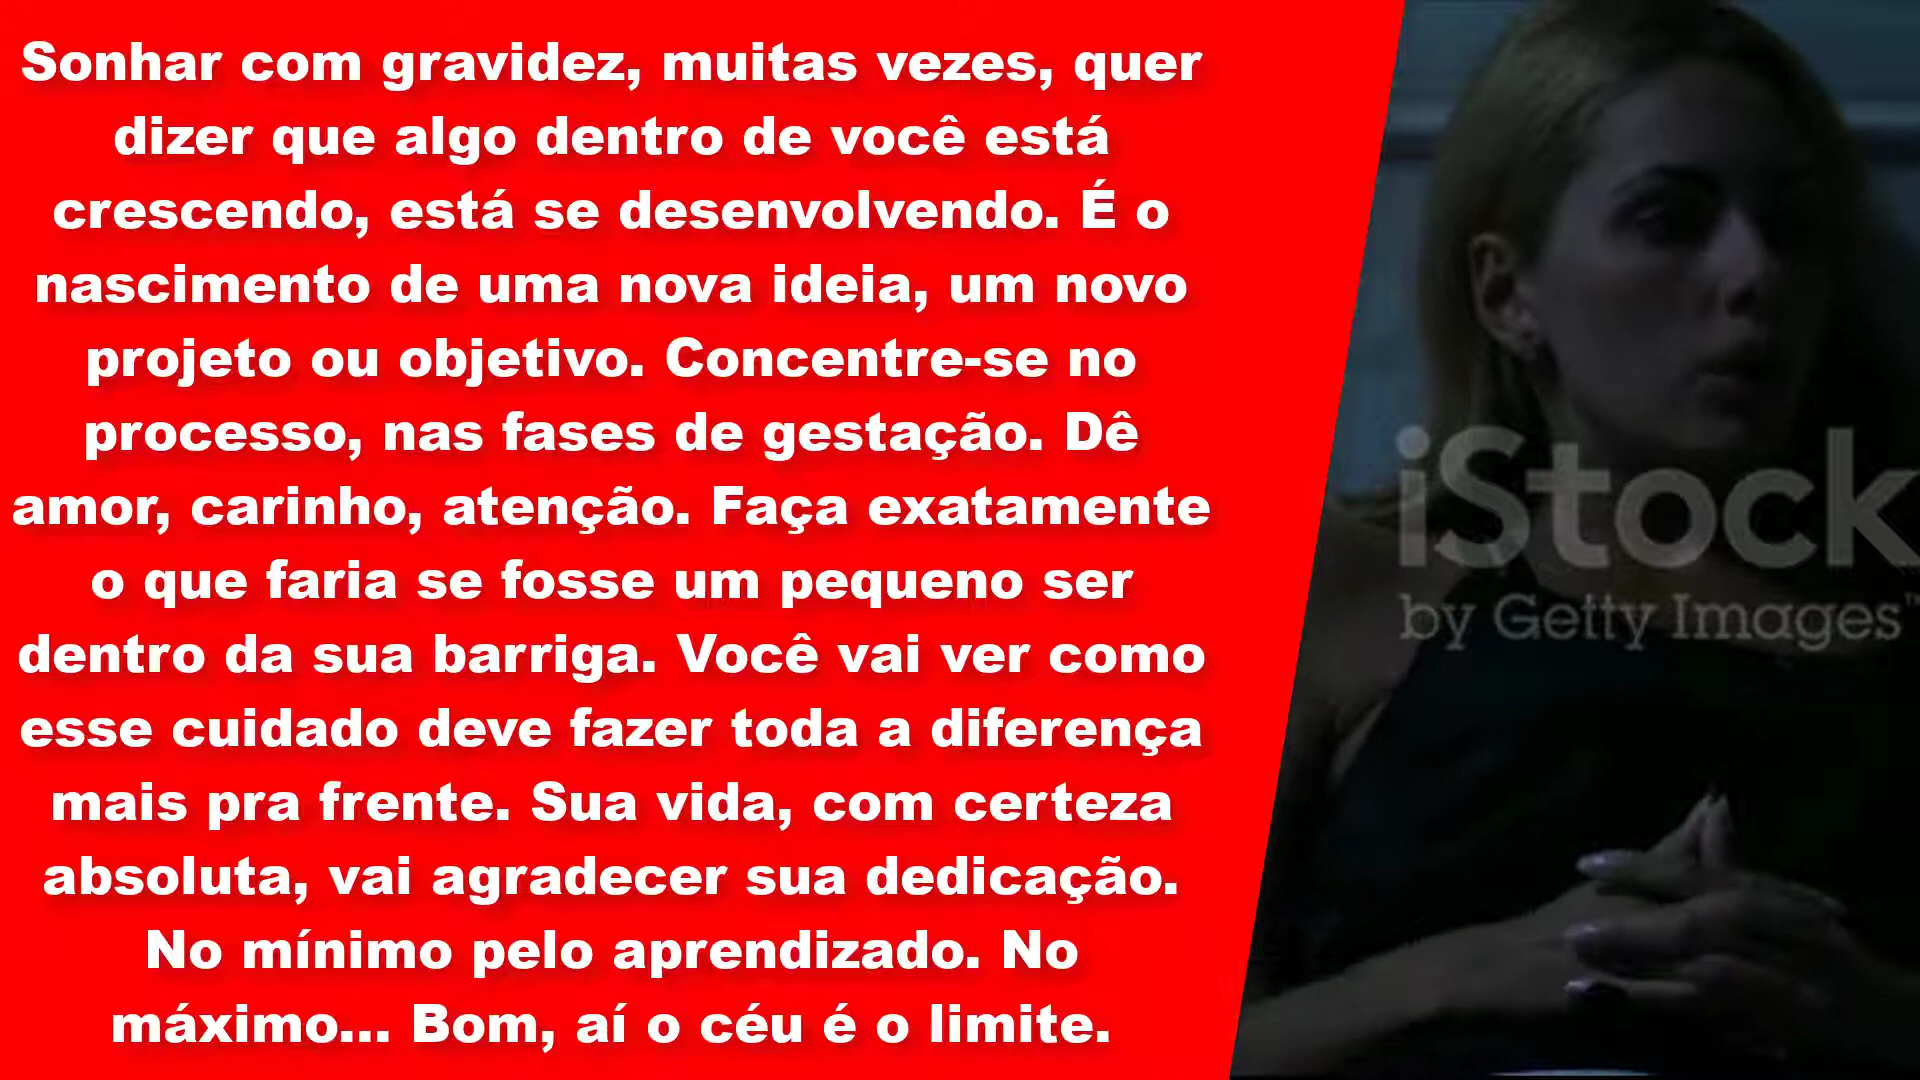 Sonhar com gravidez, muitas vezes, quer
dizer que algo dentro de você está
crescendo, está se desenvolvendo. É o
nascimento de uma nova ideia, um novo
projeto ou objetivo. Concentre-se no
processo, nas fases de gestação. Dê
amor, carinho, atenção. Faça exatamente
o que faria se fosse um pequeno ser
dentro da sua barriga. Você vai ver como
esse cuidado deve fazer toda a diferença
mais pra frente. Sua vida, com certeza
absoluta, vai agradecer sua dedicação.
No mínimo pelo aprendizado. No
máximo... Bom, aí o céu é o limite.
iStock
by Getty Images™